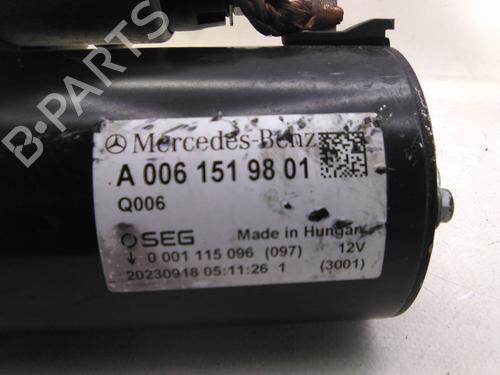 B-PARTS
Mercedes-Benz
A 006 151 98 01
Q006
SEG Made in Hungary
0 001 115 096 (097) 12V
20230918 05:11:26 1 (3001)